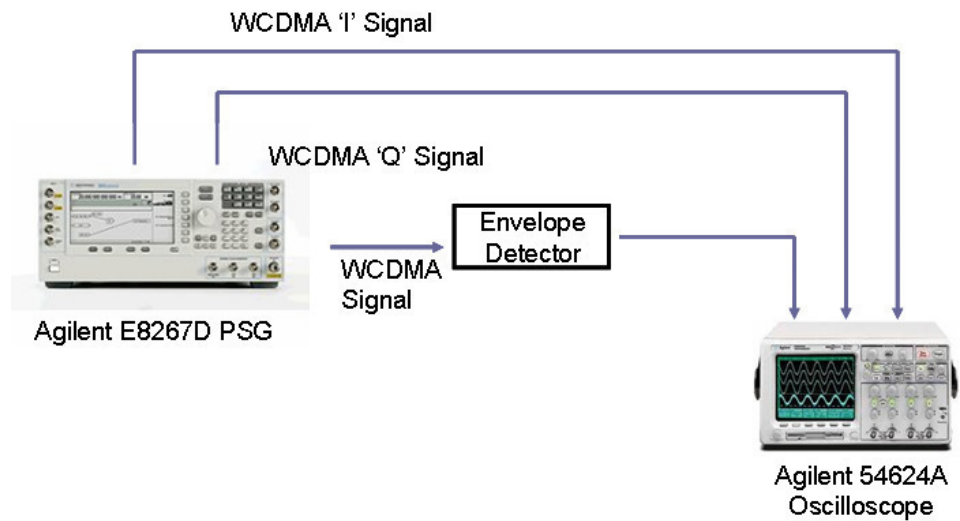 WCDMA 'I' Signal
WCDMA 'Q' Signal
Envelope
Detector
WCDMA
Signal
Agilent E8267D PSG
Agilent 54624A
Oscilloscope